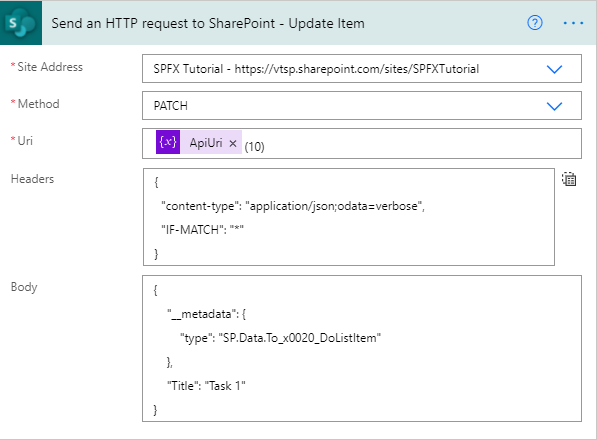 Send an HTTP request to SharePoint - Update Item
* Site Address
SPFX Tutorial - https://vtsp.sharepoint.com/sites/SPFXTutorial
* Method
PATCH
* Uri
{x} ApiUri × (10)
Headers
{
"content-type": "application/json;odata=verbose",
"IF-MATCH": "*"
}
Body
{
"__metadata": {
"type": "SP.Data.To_x0020_DoListItem"
},
"Title": "Task 1"
}